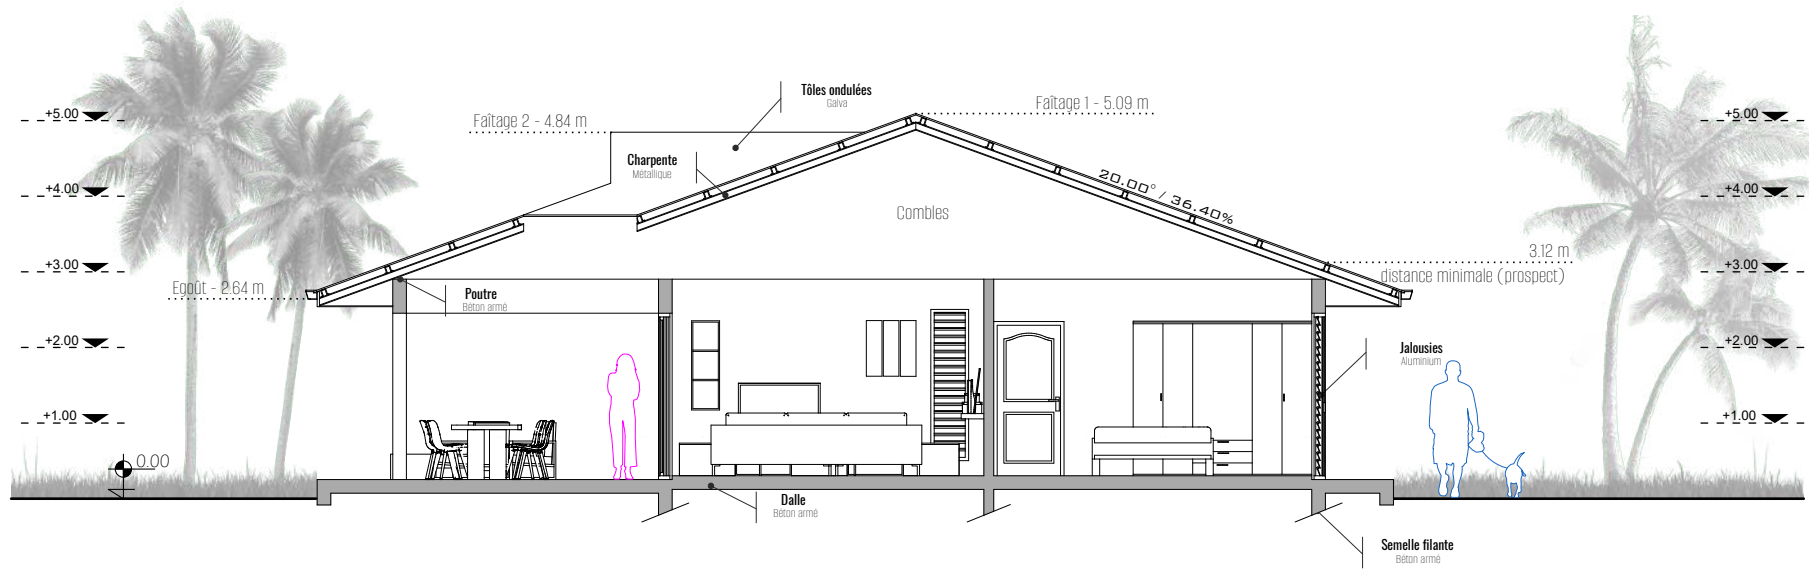 Tôles ondulées
Galva
Faîtage 1 - 5.09 m
+5.00
Faîtage 2 - 4.84 m
+5.00
Charpente
Métallique
20.00° / 36.40%
+4.00
+4.00
Combles
3.12 m
distance minimale (prospect)
+3.00
+3.00
Egoût - 2.64 m
Poutre
Béton armé
+2.00
+2.00
Jalousies
Aluminium
+1.00
+1.00
0.00
Dalle
Béton armé
Semelle filante
Béton armé